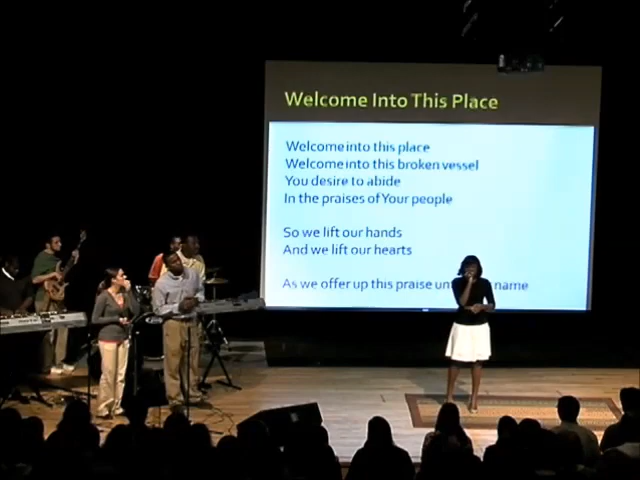 Welcome Into This Place
Welcome into this place
Welcome into this broken vessel
You desire to abide
In the praises of Your people
So we lift our hands
And we lift our hearts
As we offer up this praise name